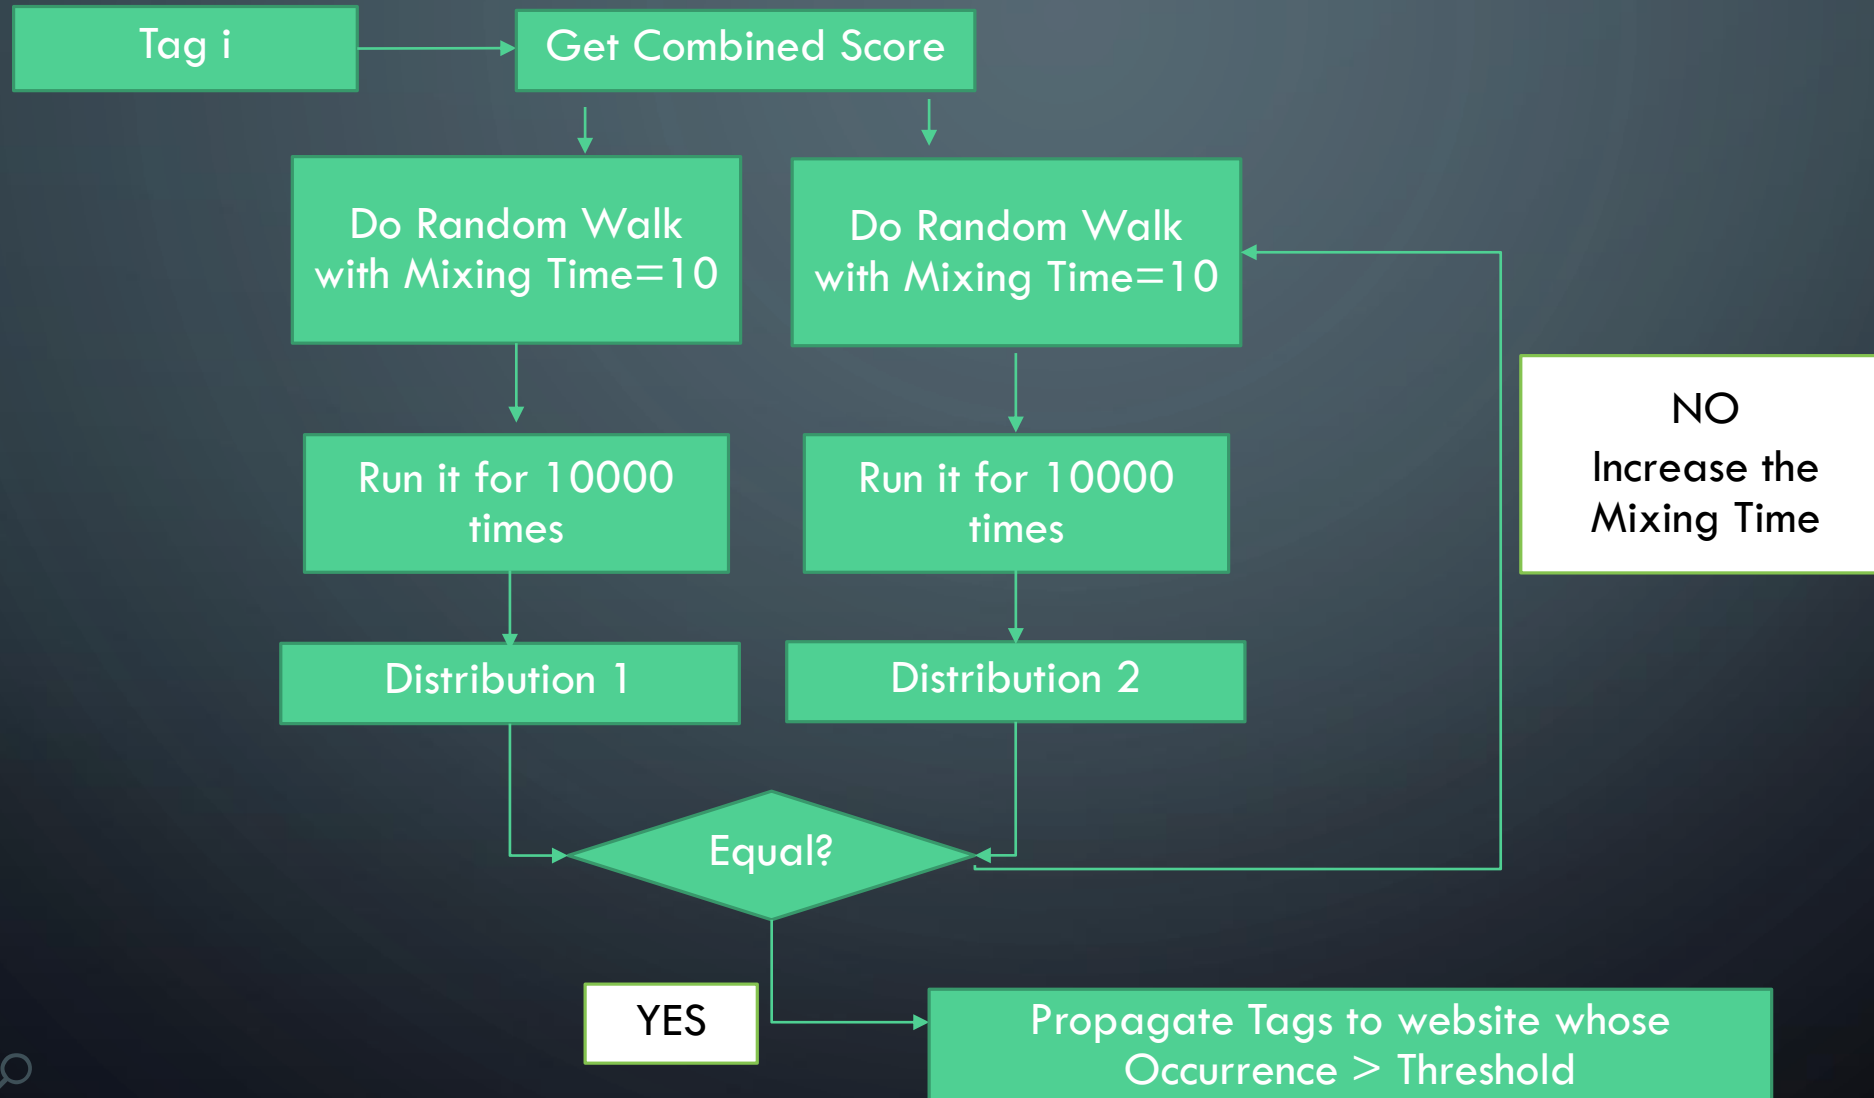 Tag i
Get Combined Score
Do Random Walk
with Mixing Time=10
Do Random Walk
with Mixing Time=10
NO
Increase the
Mixing Time
Run it for 10000
times
Run it for 10000
times
Distribution 1
Distribution 2
Equal?
YES
Propagate Tags to website whose
Occurrence > Threshold